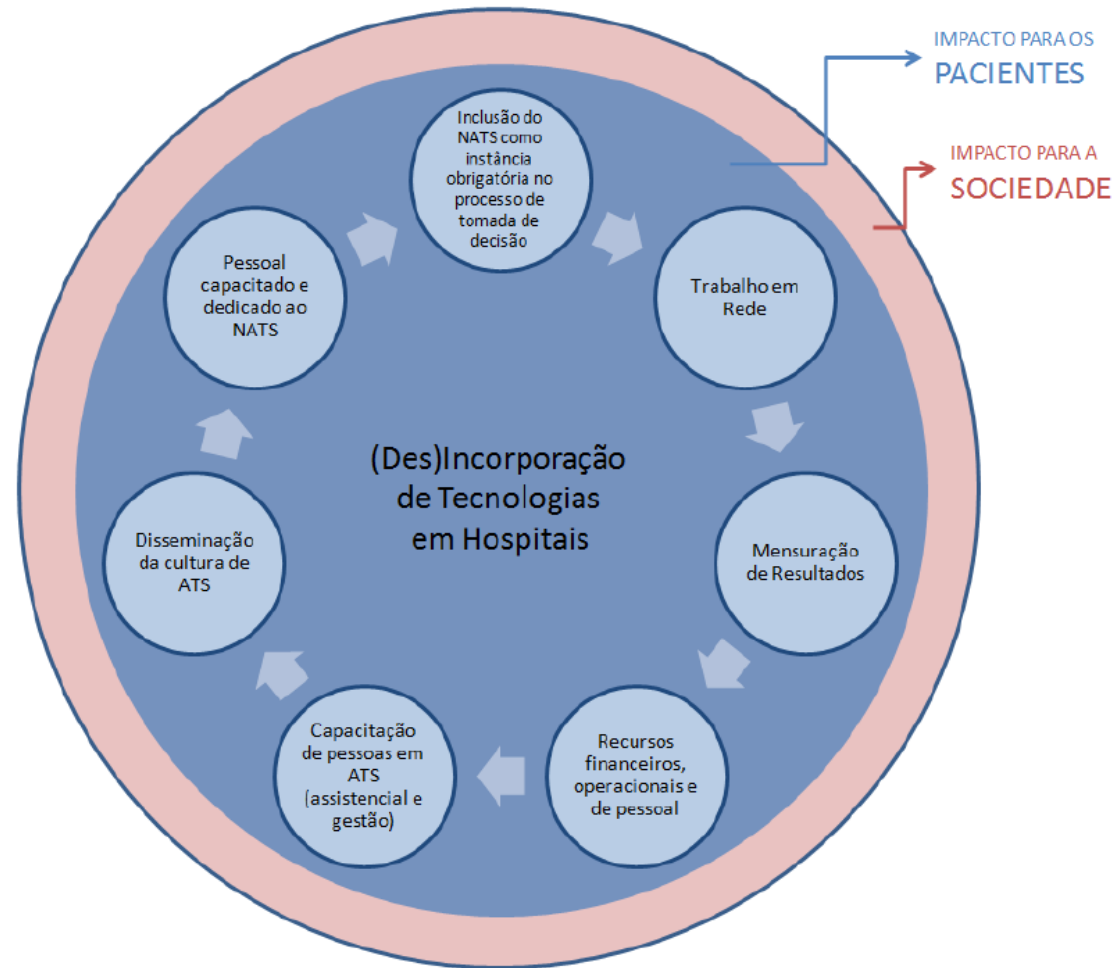 IMPACTO PARA OS
PACIENTES
IMPACTO PARA A
SOCIEDADE
Inclusão do
NATS como
instância
obrigatória no
processo de
tomada de
decisão
Trabalho em
Rede
Mensuração
de Resultados
Recursos
financeiros,
operacionais e
de pessoal
Capacitação
de pessoas em
ATS
(assistencial e
gestão)
Disseminação
da cultura de
ATS
Pessoal
capacitado e
dedicado ao
NATS
(Des)Incorporação
de Tecnologias
em Hospitais